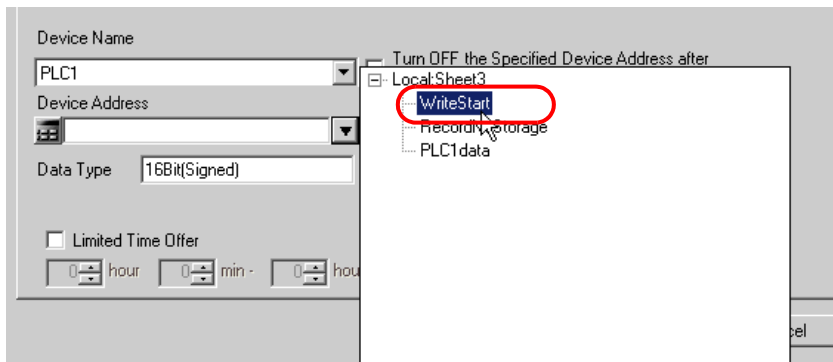 Device Name
PLC1
Turn OFF the Specified Device Address after
Local:Sheet3
Device Address
WriteStart
Storage
PLC1data
Data Type 16Bit(Signed)
Limited Time Offer
0 hour 0 min - 0 hou
cel